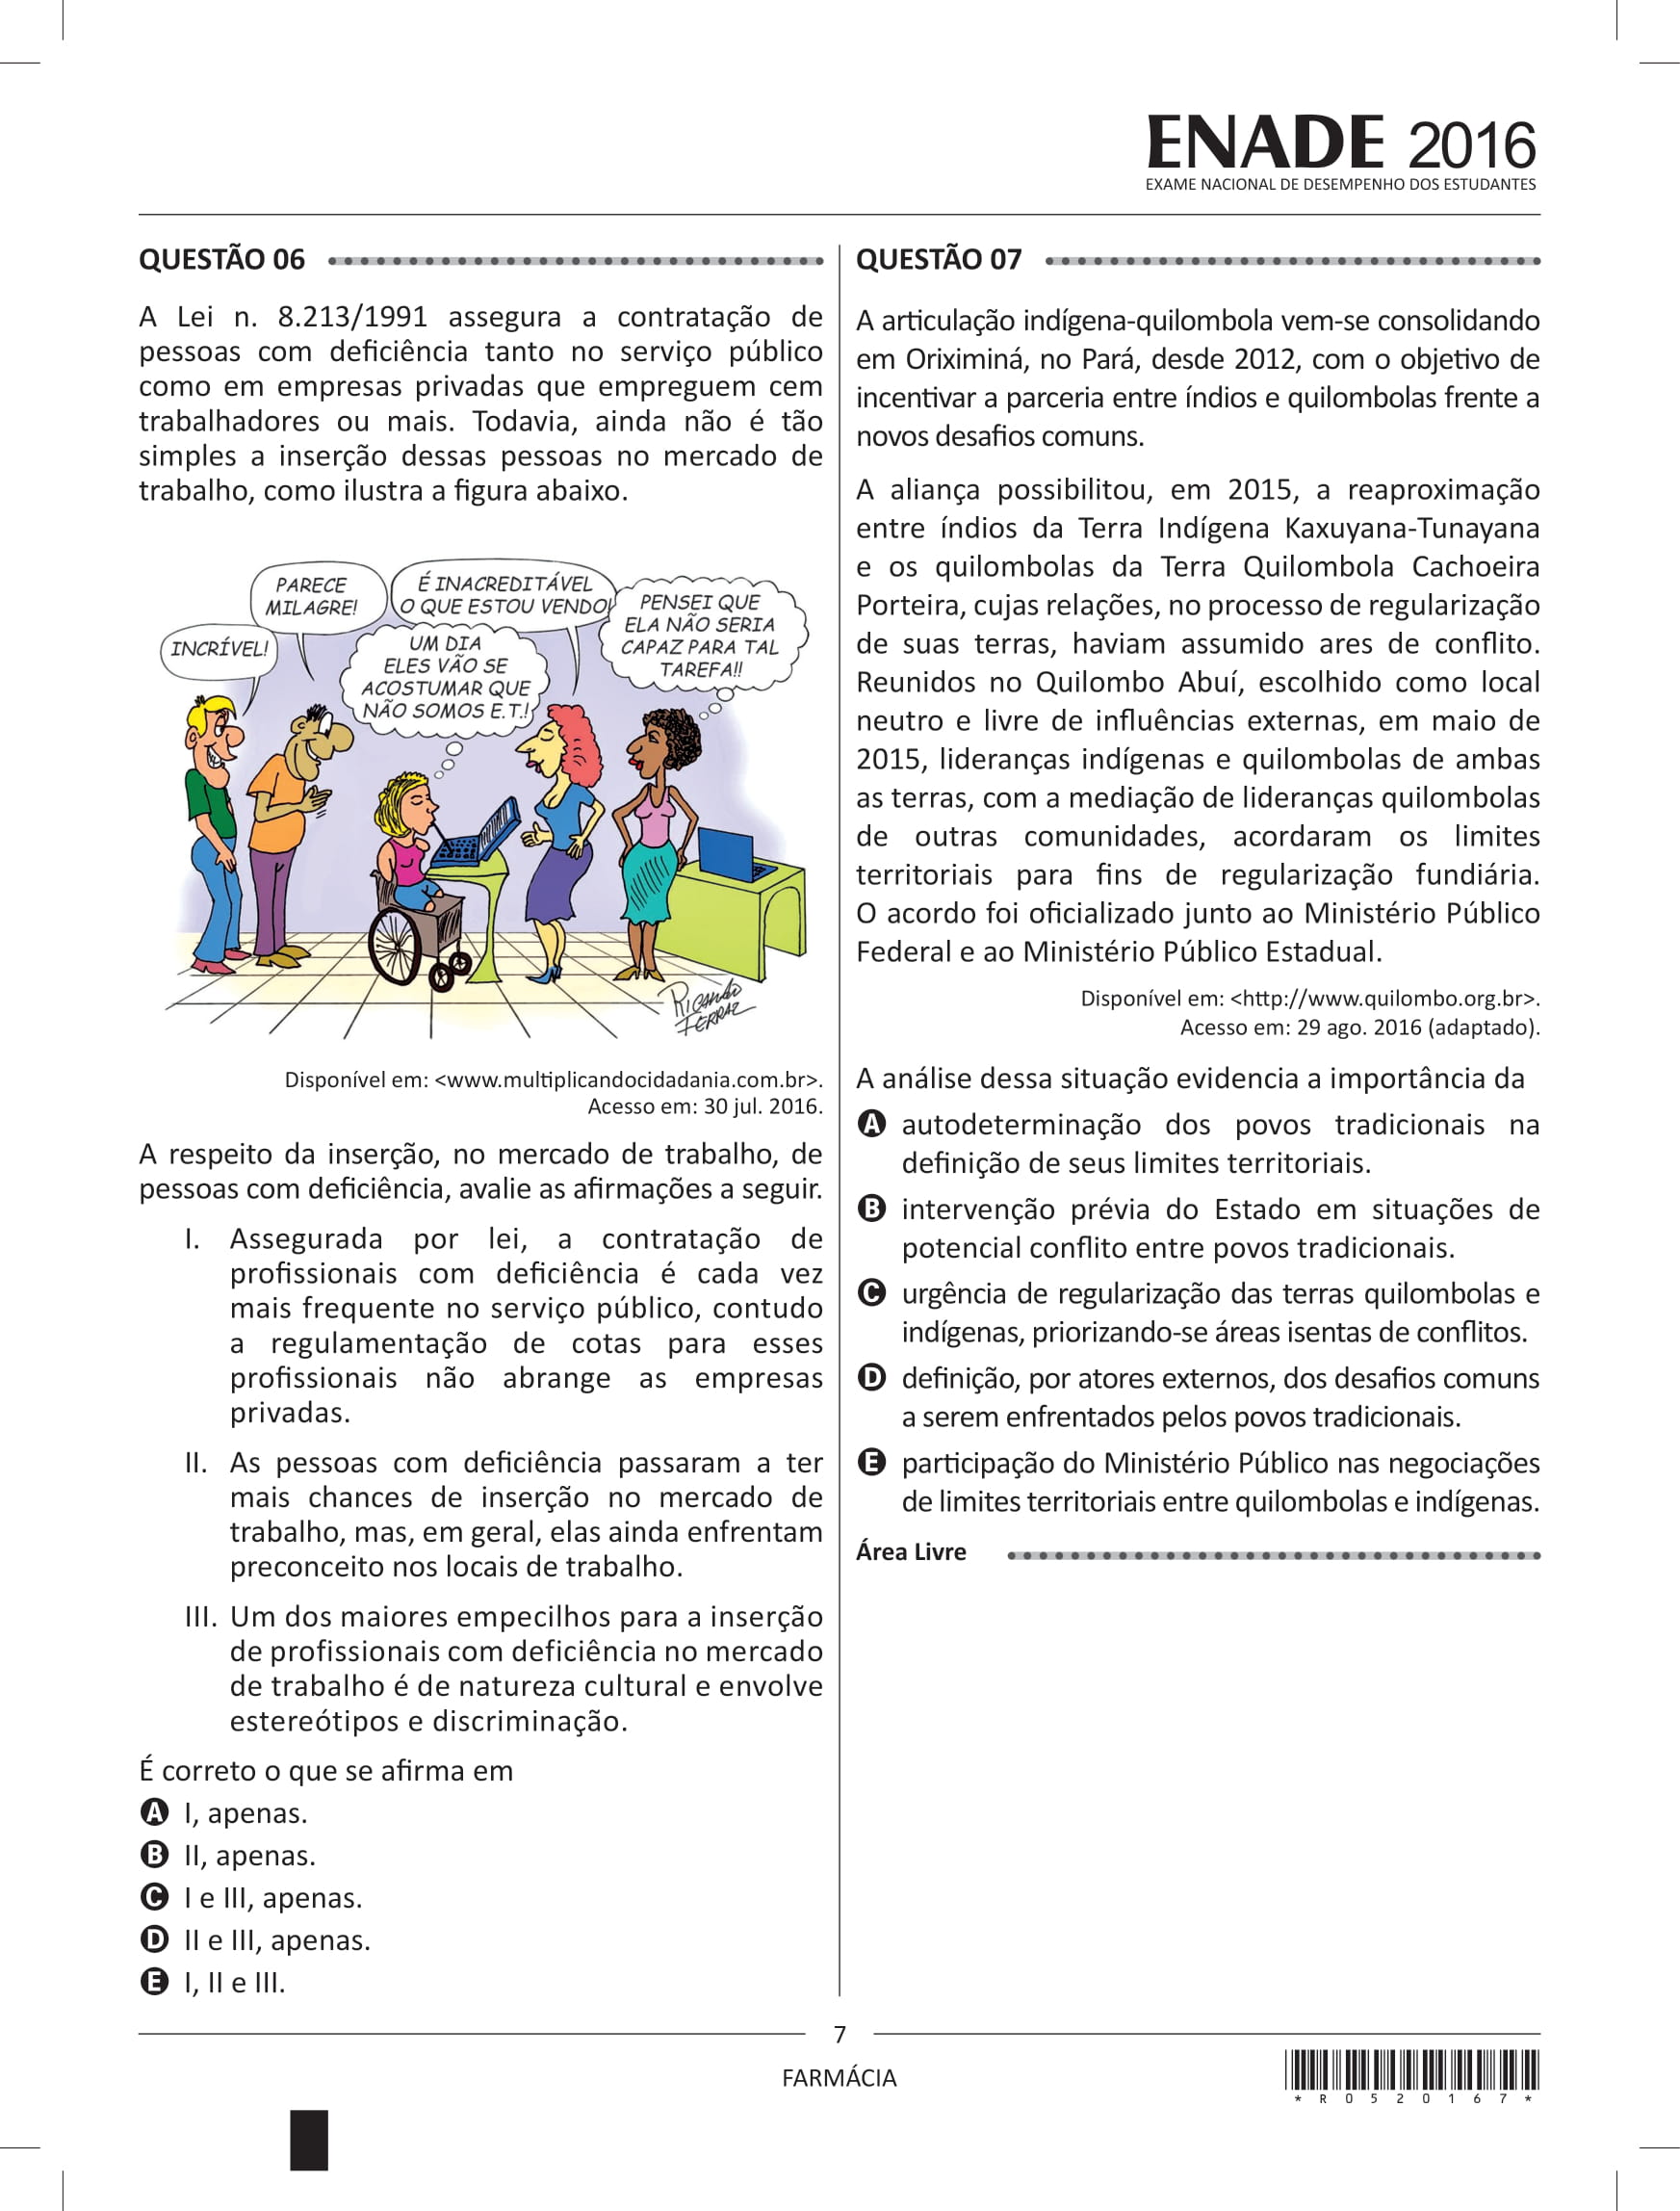 ENADE 2016
EXAME NACIONAL DE DESEMPENHO DOS ESTUDANTES
QUESTÃO 06
A Lei n. 8.213/1991 assegura a contratação de
pessoas com deficiência tanto no serviço público
como em empresas privadas que empreguem cem
trabalhadores ou mais. Todavia, ainda não é tão
simples a inserção dessas pessoas no mercado de
trabalho, como ilustra a figura abaixo.
INCRÍVEL!
PARECE
MILAGRE!
UM DIA
ELES VÃO SE
ACOSTUMAR QUE
NÃO SOMOS E.T.!
É INACREDITÁVEL
O QUE ESTOU VENDO!
PENSEI QUE
ELA NÃO SERIA
CAPAZ PARA TAL
TAREFA!!
RICARDO
FERRAZ
Disponível em: <www.multiplicandocidadania.com.br>.
Acesso em: 30 jul. 2016.
A respeito da inserção, no mercado de trabalho, de
pessoas com deficiência, avalie as afirmações a seguir.
I. Assegurada por lei, a contratação de
profissionais com deficiência é cada vez
mais frequente no serviço público, contudo
a regulamentação de cotas para esses
profissionais não abrange as empresas
privadas.
II. As pessoas com deficiência passaram a ter
mais chances de inserção no mercado de
trabalho, mas, em geral, elas ainda enfrentam
preconceito nos locais de trabalho.
III. Um dos maiores empecilhos para a inserção
de profissionais com deficiência no mercado
de trabalho é de natureza cultural e envolve
estereótipos e discriminação.
É correto o que se afirma em
A I, apenas.
B II, apenas.
C I e III, apenas.
D II e III, apenas.
E I, II e III.
QUESTÃO 07
A articulação indígena-quilombola vem-se consolidando
em Oriximiná, no Pará, desde 2012, com o objetivo de
incentivar a parceria entre índios e quilombolas frente a
novos desafios comuns.
A aliança possibilitou, em 2015, a reaproximação
entre índios da Terra Indígena Kaxuyana-Tunayana
e os quilombolas da Terra Quilombola Cachoeira
Porteira, cujas relações, no processo de regularização
de suas terras, haviam assumido ares de conflito.
Reunidos no Quilombo Abuí, escolhido como local
neutro e livre de influências externas, em maio de
2015, lideranças indígenas e quilombolas de ambas
as terras, com a mediação de lideranças quilombolas
de outras comunidades, acordaram os limites
territoriais para fins de regularização fundiária.
O acordo foi oficializado junto ao Ministério Público
Federal e ao Ministério Público Estadual.
Disponível em: <http://www.quilombo.org.br>.
Acesso em: 29 ago. 2016 (adaptado).
A análise dessa situação evidencia a importância da
A autodeterminação dos povos tradicionais na
definição de seus limites territoriais.
B intervenção prévia do Estado em situações de
potencial conflito entre povos tradicionais.
C urgência de regularização das terras quilombolas e
indígenas, priorizando-se áreas isentas de conflitos.
D definição, por atores externos, dos desafios comuns
a serem enfrentados pelos povos tradicionais.
E participação do Ministério Público nas negociações
de limites territoriais entre quilombolas e indígenas.
Área Livre
7
FARMÁCIA
* R 0 5 2 0 1 6 7 *